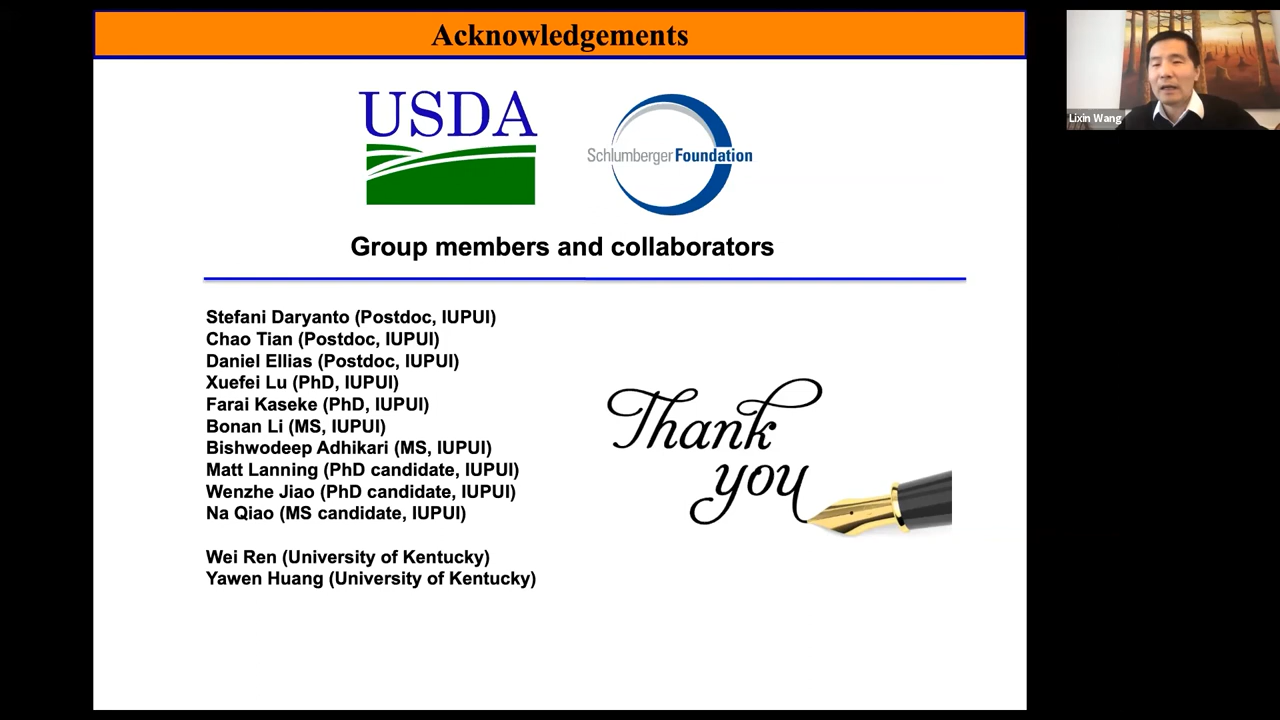 Acknowledgements
USDA
Schlumberger Foundation
Group members and collaborators
Stefani Daryanto (Postdoc, IUPUI)
Chao Tian (Postdoc, IUPUI)
Daniel Ellias (Postdoc, IUPUI)
Xuefei Lu (PhD, IUPUI)
Farai Kaseke (PhD, IUPUI)
Bonan Li (MS, IUPUI)
Bishwodeep Adhikari (MS, IUPUI)
Matt Lanning (PhD candidate, IUPUI)
Wenzhe Jiao (PhD candidate, IUPUI)
Na Qiao (MS candidate, IUPUI)
Wei Ren (University of Kentucky)
Yawen Huang (University of Kentucky)
Thank
you
Lixin Wang